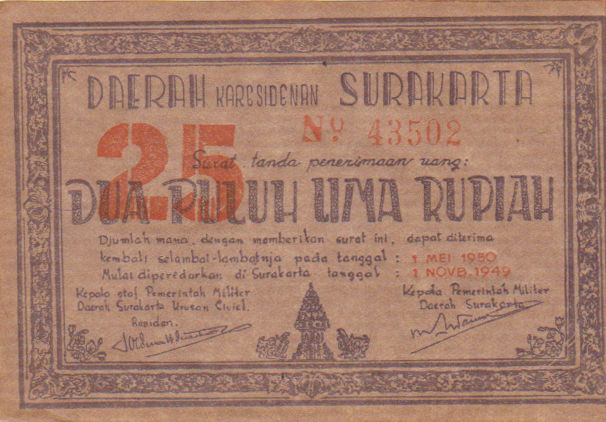 DAERAH KARESIDENAN SURAKARTA
25
No 43502
Surat tanda penerimaan uang:
DUA PULUH LIMA RUPIAH
Djumlah mana, dengan memberikan surat ini, dapat diterima
kembali selambat-lambatnja pada tanggal : 1 MEI 1950
Mulai diperedarkan di Surakarta tanggal : 1 NOVB. 1949
Kepala staf Pemerintah Militer
Daerah Surakarta Urusan Civiel.
Residen.
Kepala Pemerintah Militer
Daerah Surakarta